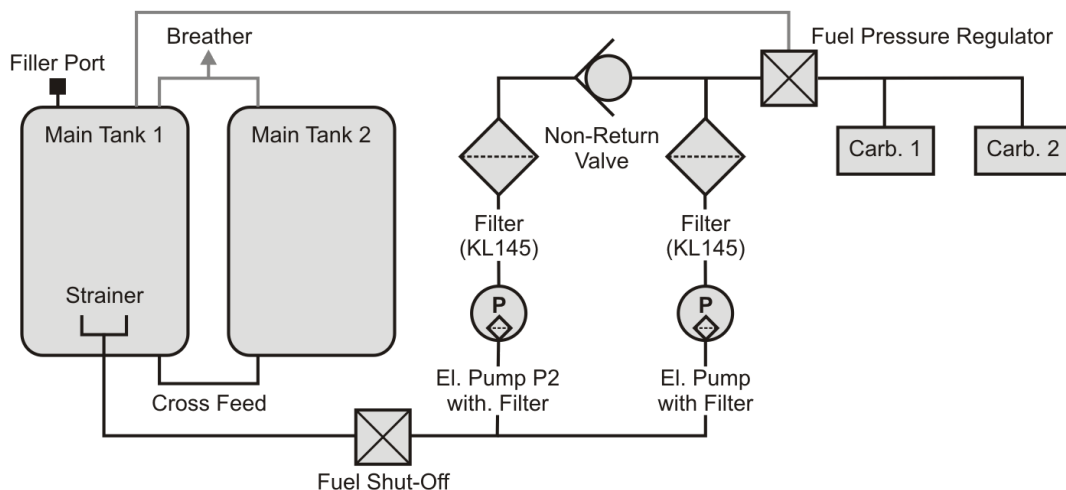 Breather
Fuel Pressure Regulator
Filler Port
Main Tank 1
Main Tank 2
Non-Return
Valve
Carb. 1
Carb. 2
Filter
(KL145)
Filter
(KL145)
Strainer
P
P
El. Pump P2
with. Filter
El. Pump
with Filter
Cross Feed
Fuel Shut-Off